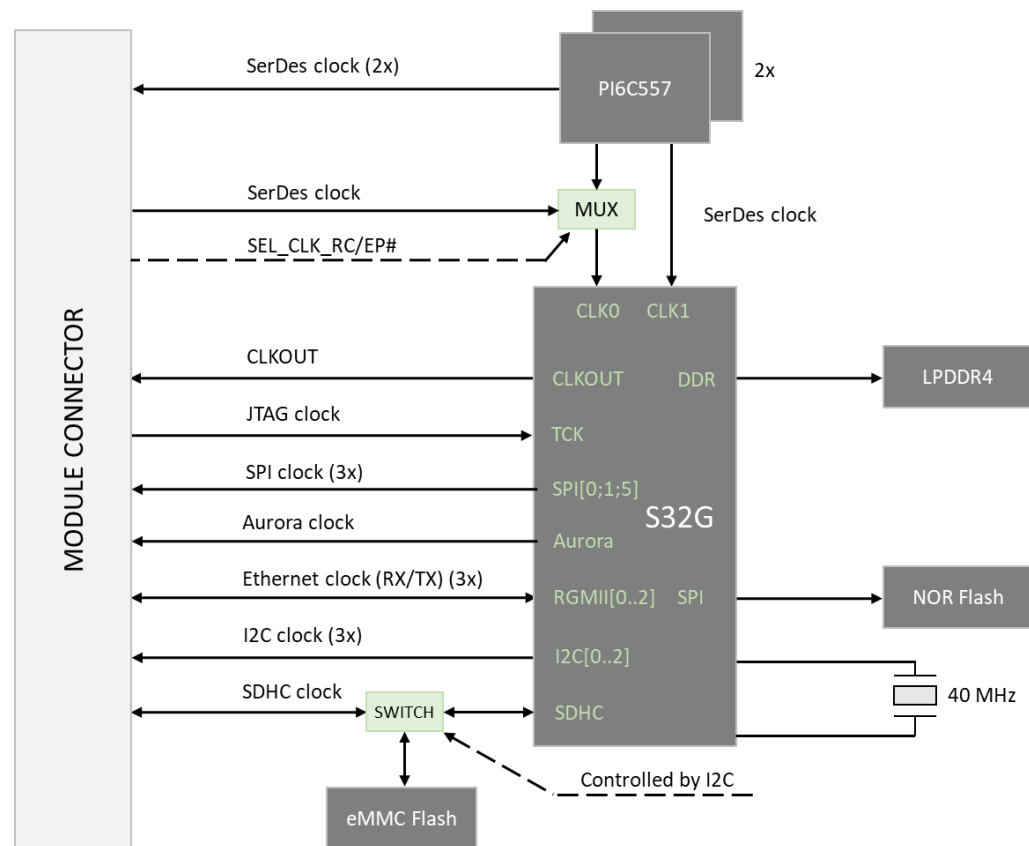 SerDes clock (2x)
PI6C557
2x
SerDes clock
MUX
SerDes clock
SEL_CLK_RC/EP#
MODULE CONNECTOR
CLK0 CLK1
CLKOUT
CLKOUT DDR
LPDDR4
JTAG clock
TCK
SPI clock (3x)
SPI[0;1;5]
S32G
Aurora clock
Aurora
Ethernet clock (RX/TX) (3x)
RGMII[0..2] SPI
NOR Flash
I2C clock (3x)
I2C[0..2]
SDHC clock
SWITCH
SDHC
40 MHz
Controlled by I2C
eMMC Flash